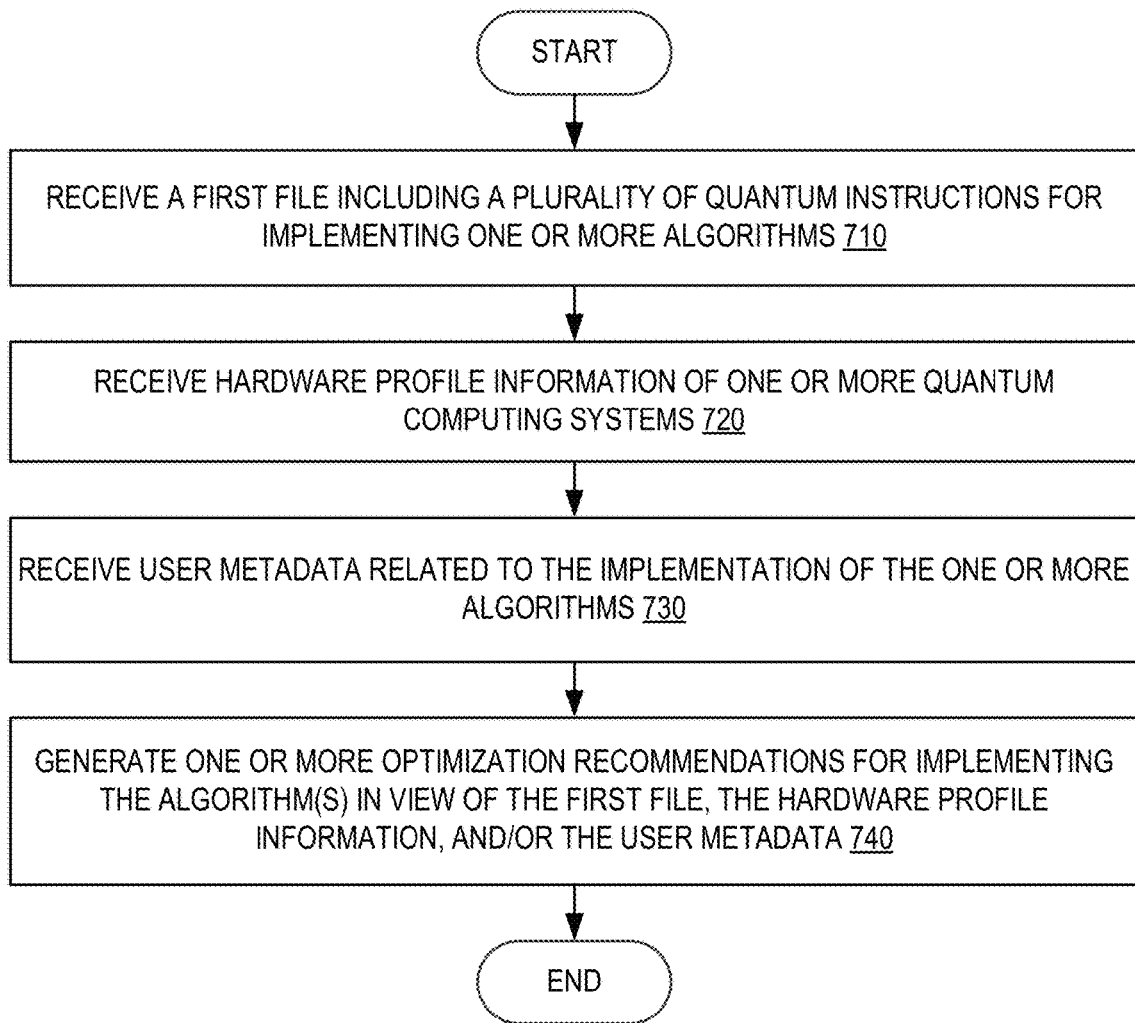 START
RECEIVE A FIRST FILE INCLUDING A PLURALITY OF QUANTUM INSTRUCTIONS FOR
IMPLEMENTING ONE OR MORE ALGORITHMS 710
RECEIVE HARDWARE PROFILE INFORMATION OF ONE OR MORE QUANTUM
COMPUTING SYSTEMS 720
RECEIVE USER METADATA RELATED TO THE IMPLEMENTATION OF THE ONE OR MORE
ALGORITHMS 730
GENERATE ONE OR MORE OPTIMIZATION RECOMMENDATIONS FOR IMPLEMENTING
THE ALGORITHM(S) IN VIEW OF THE FIRST FILE, THE HARDWARE PROFILE
INFORMATION, AND/OR THE USER METADATA 740
END